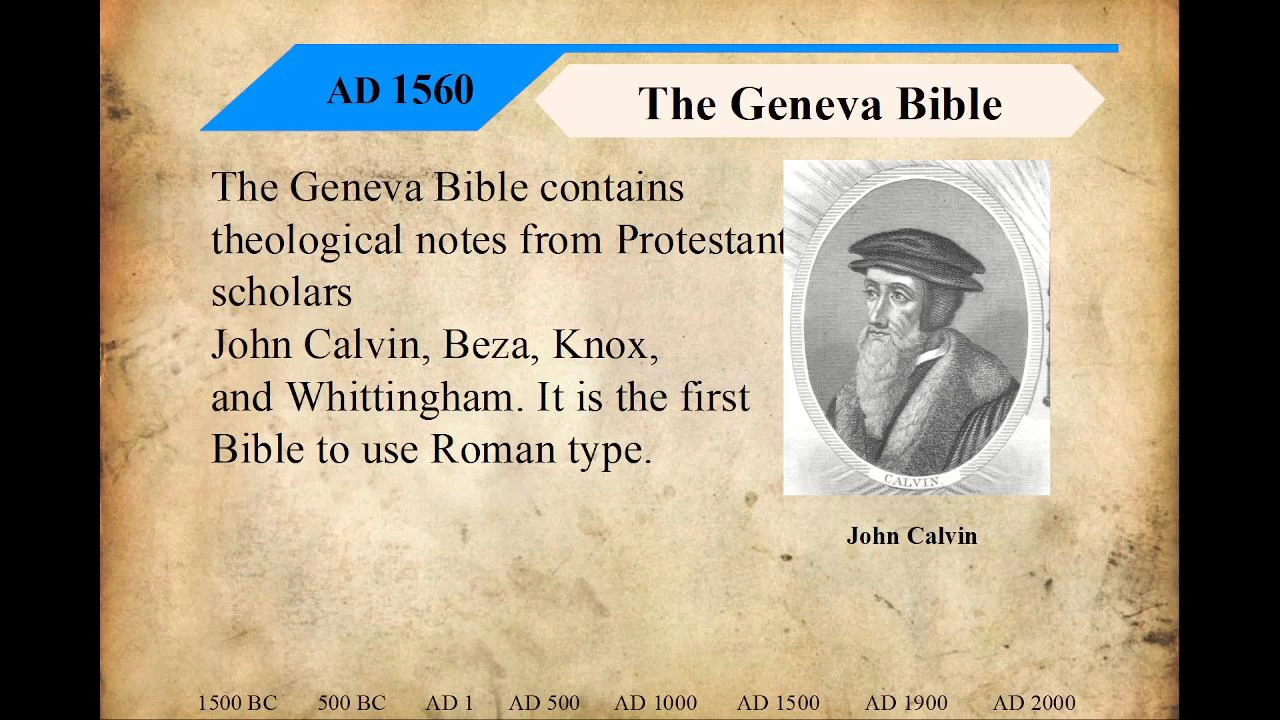 AD 1560
The Geneva Bible
The Geneva Bible contains
theological notes from Protestant
scholars
John Calvin, Beza, Knox,
and Whittingham. It is the first
Bible to use Roman type.
CALVIN.
John Calvin
1500 BC 500 BC AD 1 AD 500 AD 1000 AD 1500 AD 1900 AD 2000